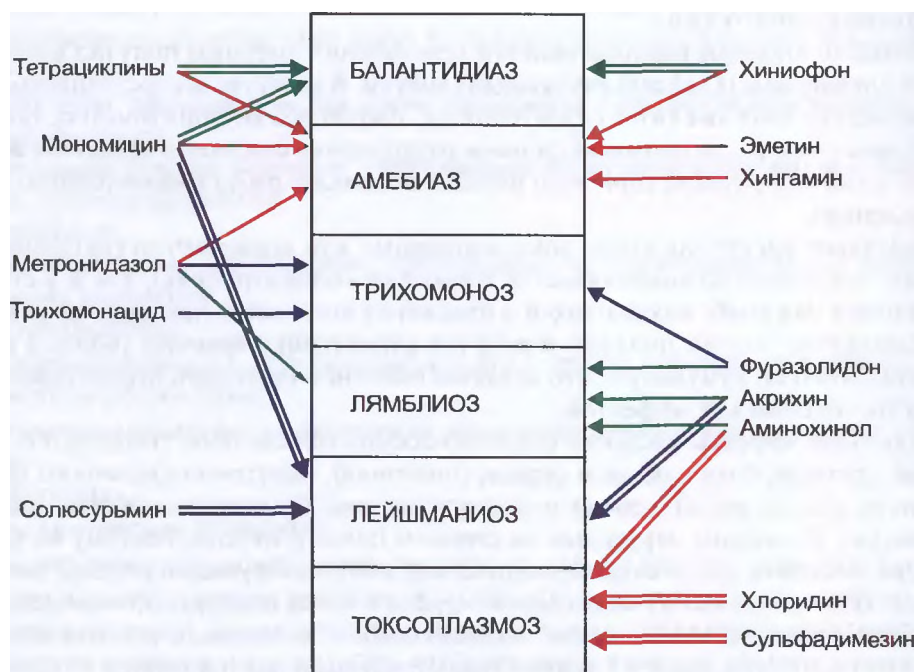 Тетрациклины
БАЛАНТИДИАЗ
Хиниофон
Мономицин
Эметин
АМЕБИАЗ
Хингамин
Метронидазол
ТРИХОМОНОЗ
Трихомонацид
Фуразолидон
ЛЯМБЛИОЗ
Акрихин
Аминохинол
Солюсурьмин
ЛЕЙШМАНИОЗ
Хлоридин
ТОКСОПЛАЗМОЗ
Сульфадимезин